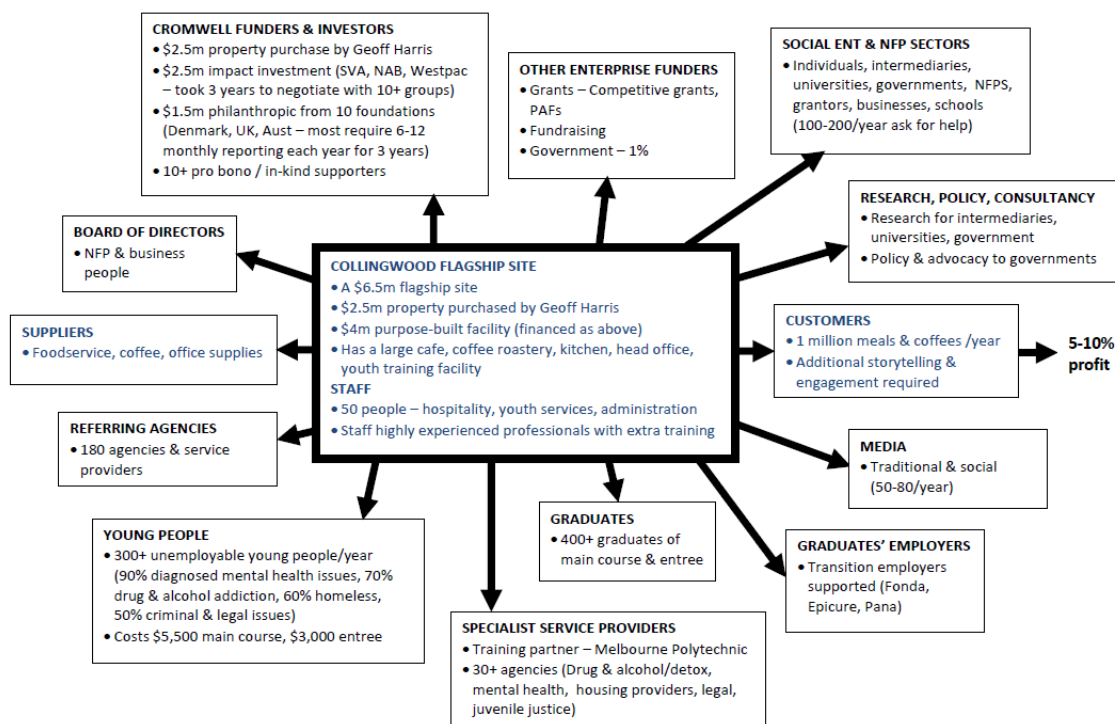 CROMWELL FUNDERS & INVESTORS
• $2.5m property purchase by Geoff Harris
• $2.5m impact investment (SVA, NAB, Westpac
– took 3 years to negotiate with 10+ groups)
• $1.5m philanthropic from 10 foundations
(Denmark, UK, Aust – most require 6-12
monthly reporting each year for 3 years)
• 10+ pro bono / in-kind supporters
OTHER ENTERPRISE FUNDERS
• Grants – Competitive grants,
PAFs
• Fundraising
• Government – 1%
SOCIAL ENT & NFP SECTORS
• Individuals, intermediaries,
universities, governments, NFPS,
grantors, businesses, schools
(100-200/year ask for help)
RESEARCH, POLICY, CONSULTANCY
• Research for intermediaries,
universities, government
• Policy & advocacy to governments
BOARD OF DIRECTORS
• NFP & business
people
COLLINGWOOD FLAGSHIP SITE
• A $6.5m flagship site
• $2.5m property purchased by Geoff Harris
• $4m purpose-built facility (financed as above)
• Has a large cafe, coffee roastery, kitchen, head office,
youth training facility
STAFF
• 50 people – hospitality, youth services, administration
• Staff highly experienced professionals with extra training
SUPPLIERS
• Foodservice, coffee, office supplies
CUSTOMERS
• 1 million meals & coffees /year
• Additional storytelling &
engagement required
5-10%
profit
REFERRING AGENCIES
• 180 agencies & service
providers
MEDIA
• Traditional & social
(50-80/year)
YOUNG PEOPLE
• 300+ unemployable young people/year
(90% diagnosed mental health issues, 70%
drug & alcohol addiction, 60% homeless,
50% criminal & legal issues)
• Costs $5,500 main course, $3,000 entree
GRADUATES
• 400+ graduates of
main course & entree
GRADUATES' EMPLOYERS
• Transition employers
supported (Fonda,
Epicure, Pana)
SPECIALIST SERVICE PROVIDERS
• Training partner – Melbourne Polytechnic
• 30+ agencies (Drug & alcohol/detox,
mental health, housing providers, legal,
juvenile justice)